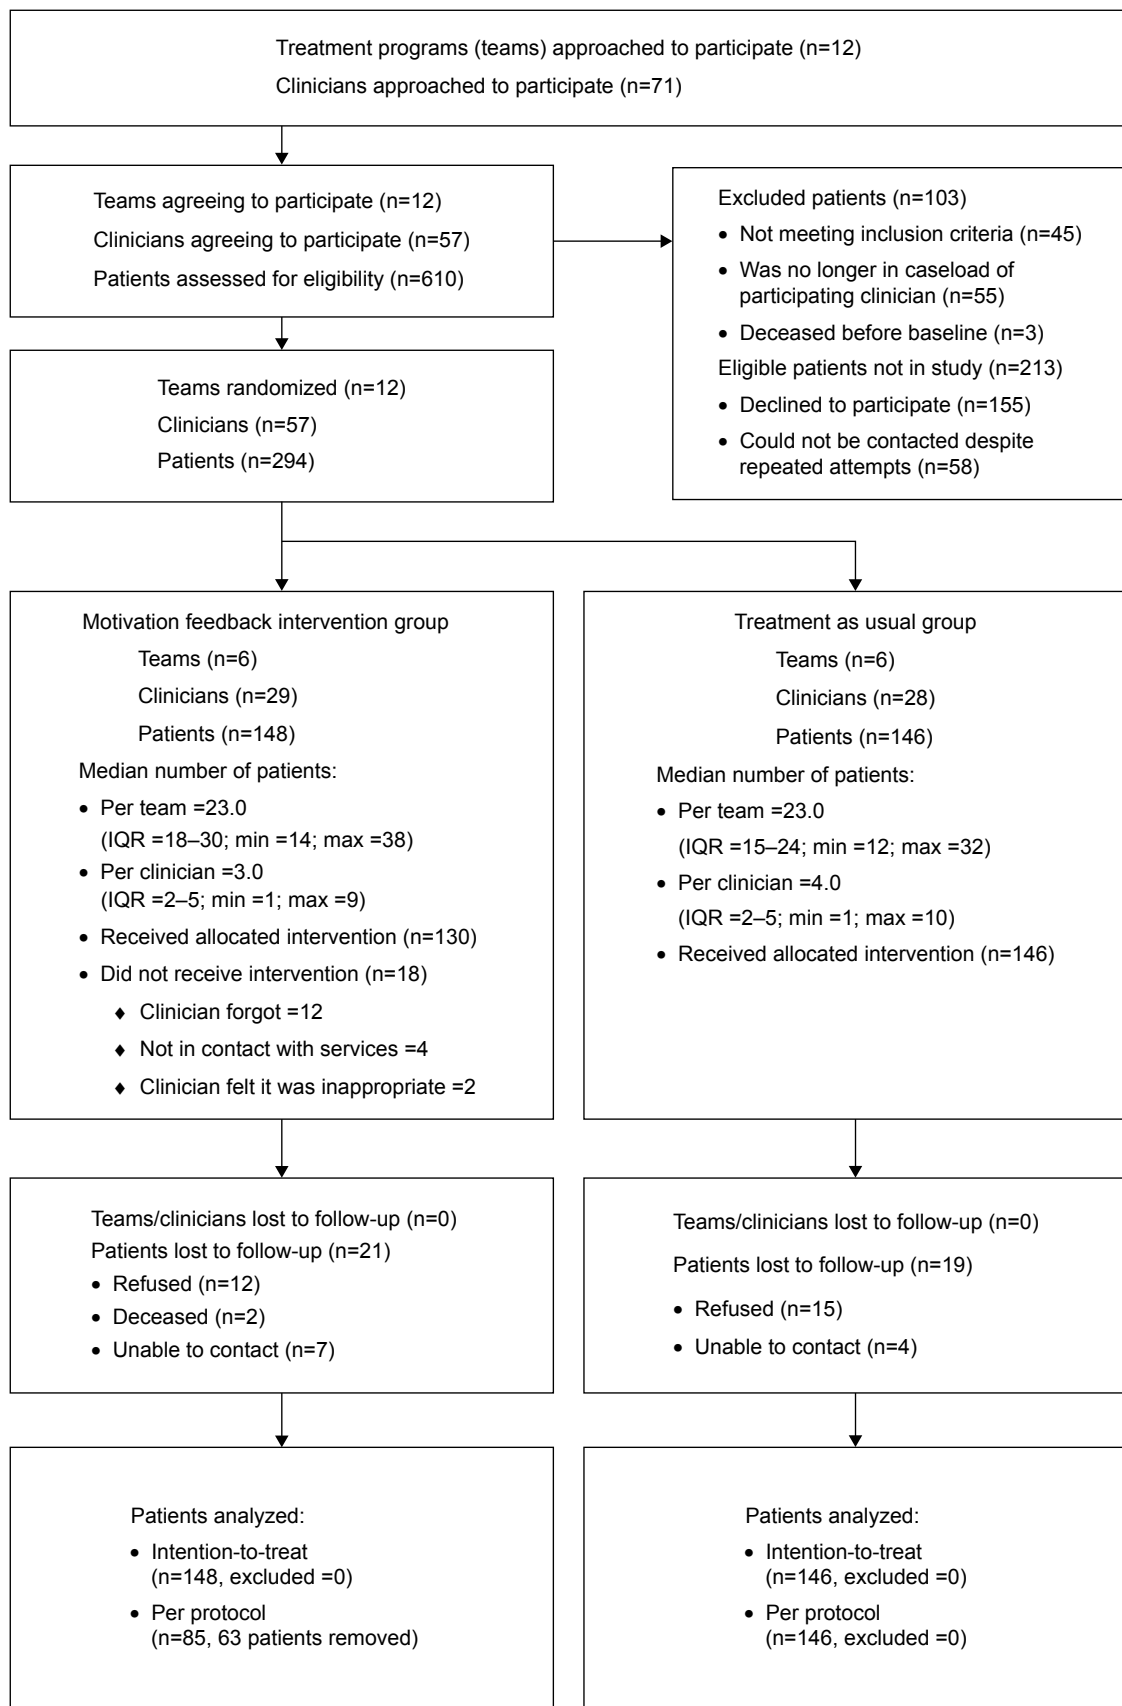 Treatment programs (teams) approached to participate (n=12)
Clinicians approached to participate (n=71)
Teams agreeing to participate (n=12)
Clinicians agreeing to participate (n=57)
Patients assessed for eligibility (n=610)
Excluded patients (n=103)
• Not meeting inclusion criteria (n=45)
• Was no longer in caseload of
participating clinician (n=55)
• Deceased before baseline (n=3)
Eligible patients not in study (n=213)
• Declined to participate (n=155)
• Could not be contacted despite
repeated attempts (n=58)
Teams randomized (n=12)
Clinicians (n=57)
Patients (n=294)
Motivation feedback intervention group
Teams (n=6)
Clinicians (n=29)
Patients (n=148)
Median number of patients:
• Per team =23.0
(IQR =18–30; min =14; max =38)
• Per clinician =3.0
(IQR =2–5; min =1; max =9)
• Received allocated intervention (n=130)
• Did not receive intervention (n=18)
♦ Clinician forgot =12
♦ Not in contact with services =4
♦ Clinician felt it was inappropriate =2
Treatment as usual group
Teams (n=6)
Clinicians (n=28)
Patients (n=146)
Median number of patients:
• Per team =23.0
(IQR =15–24; min =12; max =32)
• Per clinician =4.0
(IQR =2–5; min =1; max =10)
• Received allocated intervention (n=146)
Teams/clinicians lost to follow-up (n=0)
Patients lost to follow-up (n=21)
• Refused (n=12)
• Deceased (n=2)
• Unable to contact (n=7)
Teams/clinicians lost to follow-up (n=0)
Patients lost to follow-up (n=19)
• Refused (n=15)
• Unable to contact (n=4)
Patients analyzed:
• Intention-to-treat
(n=148, excluded =0)
• Per protocol
(n=85, 63 patients removed)
Patients analyzed:
• Intention-to-treat
(n=146, excluded =0)
• Per protocol
(n=146, excluded =0)